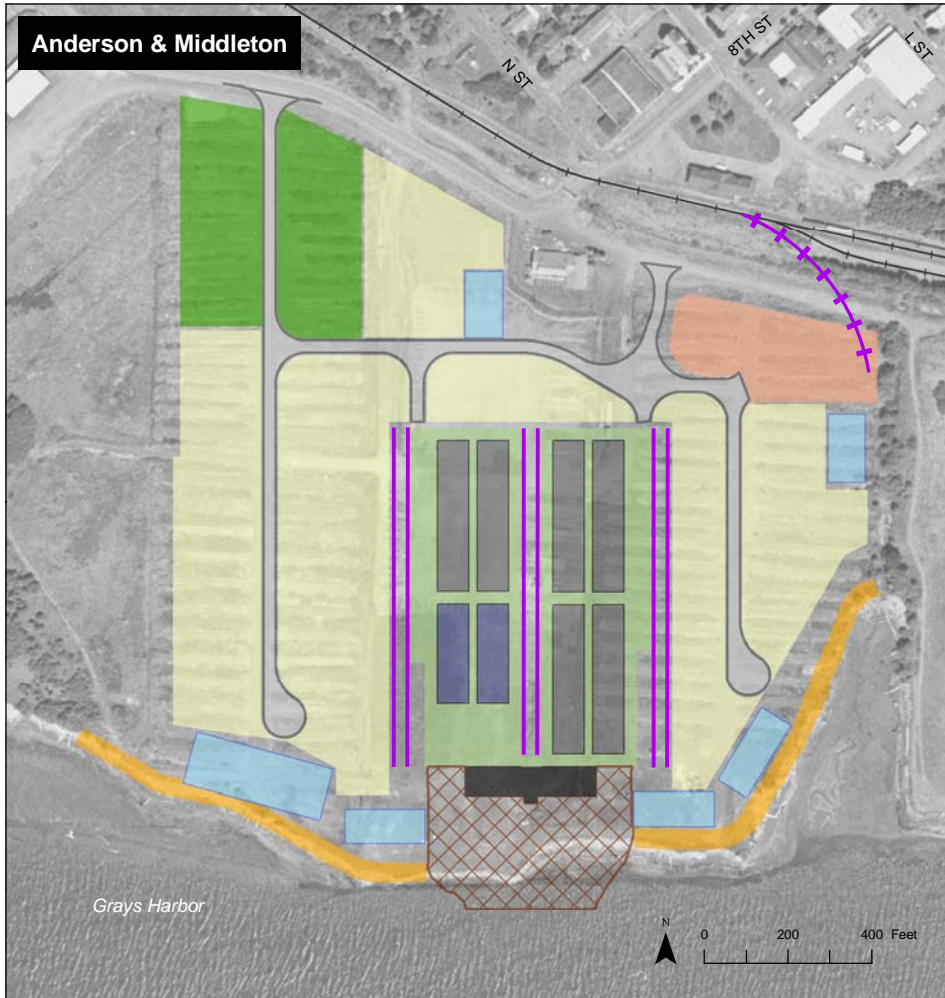 Anderson & Middleton
N ST
8TH ST
L ST
Grays Harbor
N
0 200 400 Feet